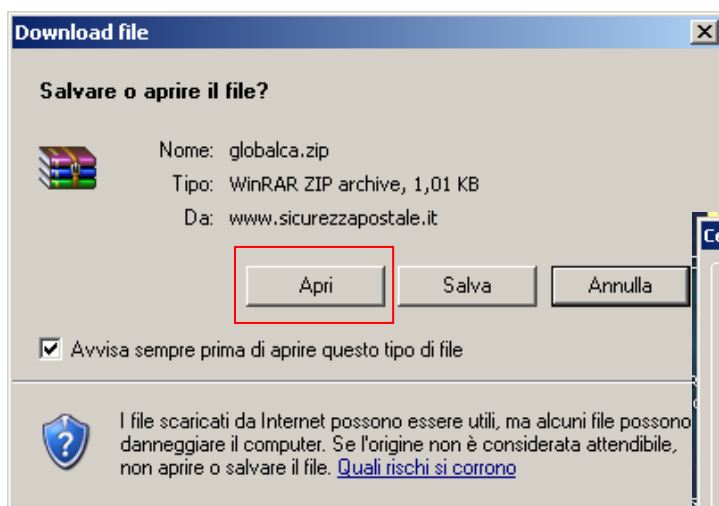 Download file
Salvare o aprire il file?
Nome: globalca.zip
Tipo: WinRAR ZIP archive, 1,01 KB
Da: www.sicurezzapostale.it
Ce
Apri Salva Annulla
Avvisa sempre prima di aprire questo tipo di file
I file scaricati da Internet possono essere utili, ma alcuni file possono
danneggiare il computer. Se l'origine non è considerata attendibile,
non aprire o salvare il file. Quali rischi si corrono